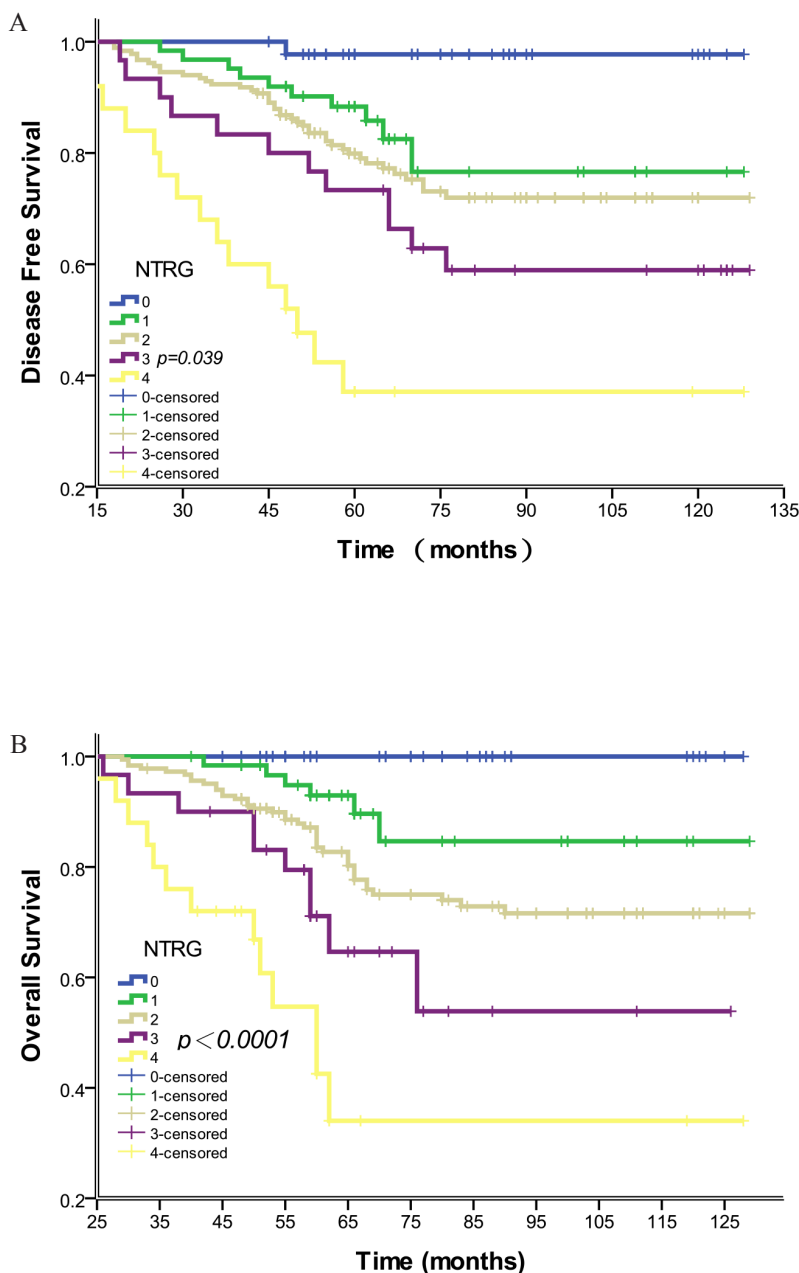 A
Disease Free Survival
1.0
0.8
0.6
0.4
0.2
NTRG
0
1
2
3 p=0.039
4
0-censored
1-censored
2-censored
3-censored
4-censored
15 30 45 60 75 90 105 120 135
Time （months）
B
Overall Survival
1.0
0.8
0.6
0.4
0.2
NTRG
0
1
2
3 p＜0.0001
4
0-censored
1-censored
2-censored
3-censored
4-censored
25 35 45 55 65 75 85 95 105 115 125
Time (months)